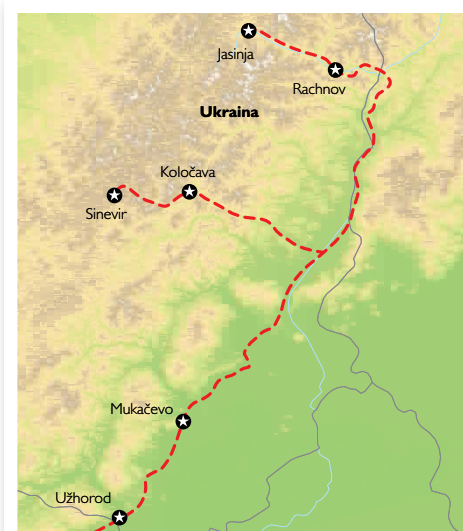 Jasinja
Rachnov
Ukraina
Koločava
Sinevir
Mukačevo
Užhorod